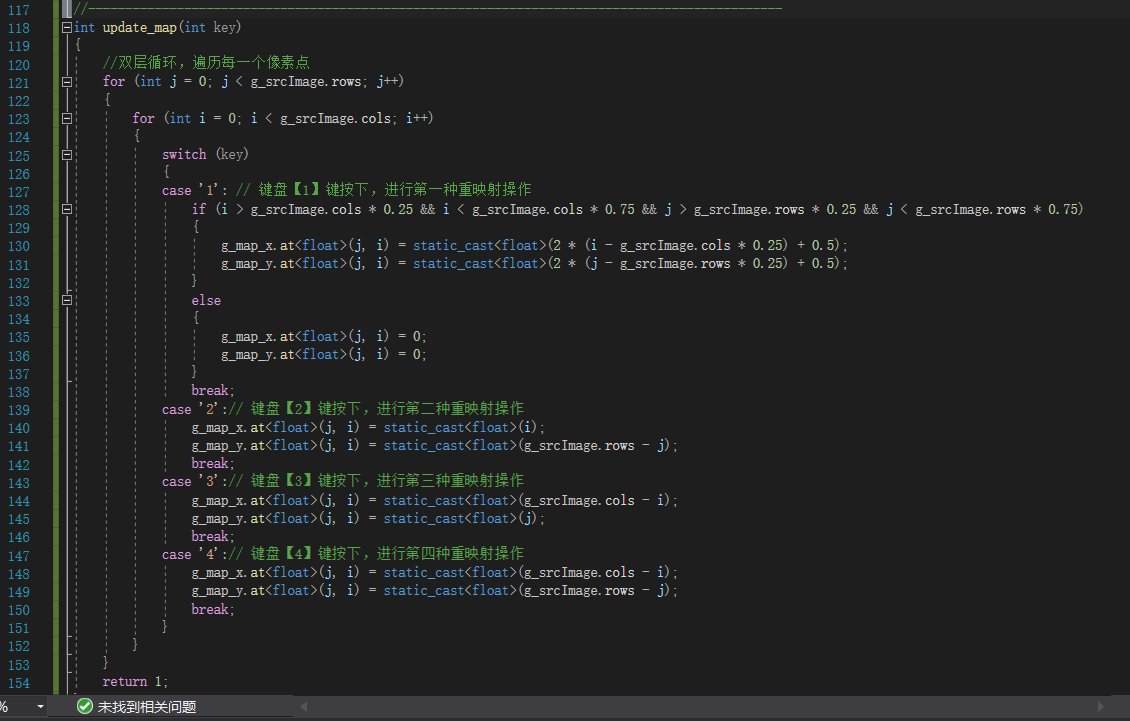 117 //------------------------------------------------------------------------------------------
118 int update_map(int key)
119 {
120 //双层循环，遍历每一个像素点
121 for (int j = 0; j < g_srcImage.rows; j++)
122 {
123 for (int i = 0; i < g_srcImage.cols; i++)
124 {
125 switch (key)
126 {
127 case '1': // 键盘【1】键按下，进行第一种重映射操作
128 if (i > g_srcImage.cols * 0.25 && i < g_srcImage.cols * 0.75 && j > g_srcImage.rows * 0.25 && j < g_srcImage.rows * 0.75)
129 {
130 g_map_x.at<float>(j, i) = static_cast<float>(2 * (i - g_srcImage.cols * 0.25) + 0.5);
131 g_map_y.at<float>(j, i) = static_cast<float>(2 * (j - g_srcImage.rows * 0.25) + 0.5);
132 }
133 else
134 {
135 g_map_x.at<float>(j, i) = 0;
136 g_map_y.at<float>(j, i) = 0;
137 }
138 break;
139 case '2':// 键盘【2】键按下，进行第二种重映射操作
140 g_map_x.at<float>(j, i) = static_cast<float>(i);
141 g_map_y.at<float>(j, i) = static_cast<float>(g_srcImage.rows - j);
142 break;
143 case '3':// 键盘【3】键按下，进行第三种重映射操作
144 g_map_x.at<float>(j, i) = static_cast<float>(g_srcImage.cols - i);
145 g_map_y.at<float>(j, i) = static_cast<float>(j);
146 break;
147 case '4':// 键盘【4】键按下，进行第四种重映射操作
148 g_map_x.at<float>(j, i) = static_cast<float>(g_srcImage.cols - i);
149 g_map_y.at<float>(j, i) = static_cast<float>(g_srcImage.rows - j);
150 break;
151 }
152 }
153 }
154 return 1;
% 未找到相关问题